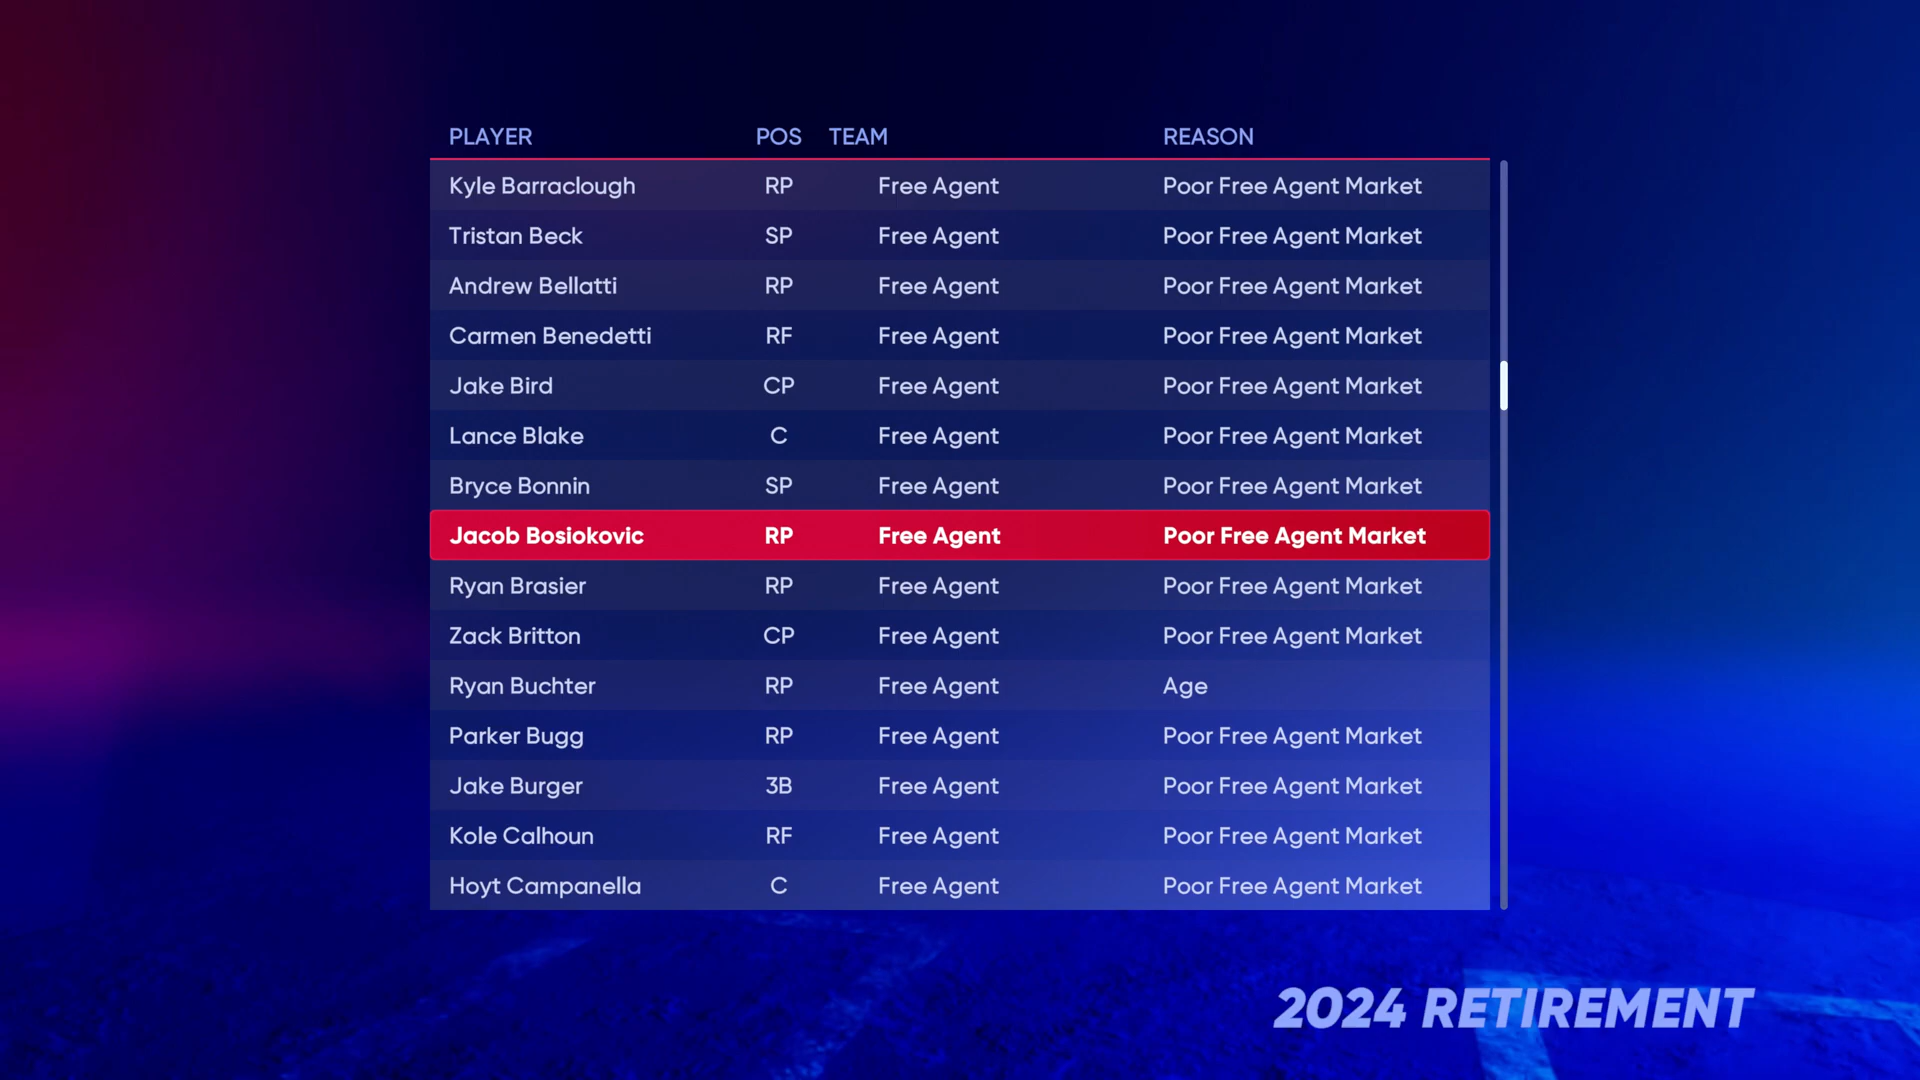 PLAYER POS TEAM REASON
Kyle Barraclough RP Free Agent Poor Free Agent Market
Tristan Beck SP Free Agent Poor Free Agent Market
Andrew Bellatti RP Free Agent Poor Free Agent Market
Carmen Benedetti RF Free Agent Poor Free Agent Market
Jake Bird CP Free Agent Poor Free Agent Market
Lance Blake C Free Agent Poor Free Agent Market
Bryce Bonnin SP Free Agent Poor Free Agent Market
Jacob Bosiokovic RP Free Agent Poor Free Agent Market
Ryan Brasier RP Free Agent Poor Free Agent Market
Zack Britton CP Free Agent Poor Free Agent Market
Ryan Buchter RP Free Agent Age
Parker Bugg RP Free Agent Poor Free Agent Market
Jake Burger 3B Free Agent Poor Free Agent Market
Kole Calhoun RF Free Agent Poor Free Agent Market
Hoyt Campanella C Free Agent Poor Free Agent Market
2024 RETIREMENT